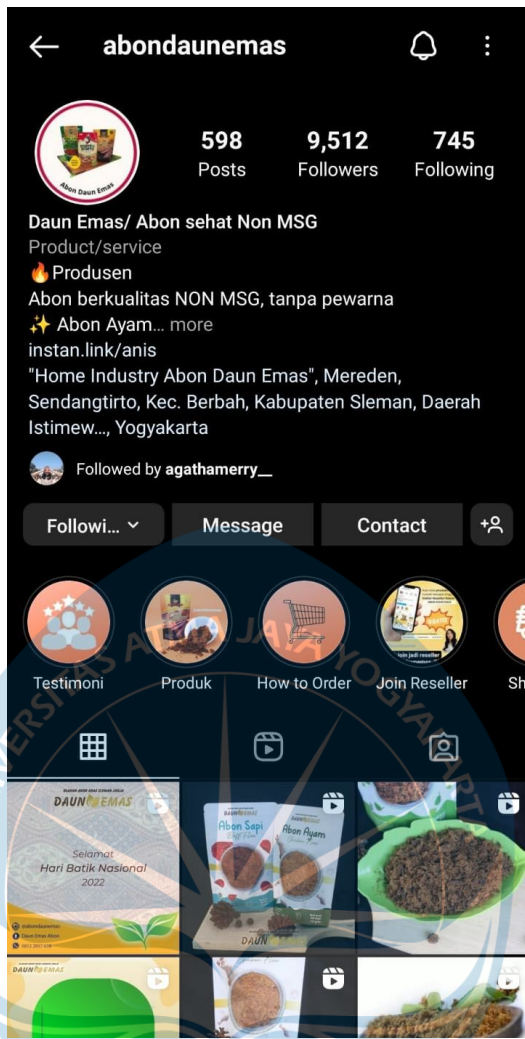 abondaunemas
598
9,512
745
Posts
Followers
Following
Abon Daun Emas
Daun Emas/ Abon sehat Non MSG
Product/service
🔥Produsen
Abon berkualitas NON MSG, tanpa pewarna
✨ Abon Ayam... more
instan.link/anis
"Home Industry Abon Daun Emas", Mereden,
Sendangtirto, Kec. Berbah, Kabupaten Sleman, Daerah
Istimew..., Yogyakarta
Followed by agathamerry__
Followi...
Message
Contact
Testimoni
Produk
How to Order
Join Reseller
Sh
DAUN EMAS
Selamat
Hari Batik Nasional
2022
Abon Sapi
Abon Ayam
DAUN
DAUN EMAS